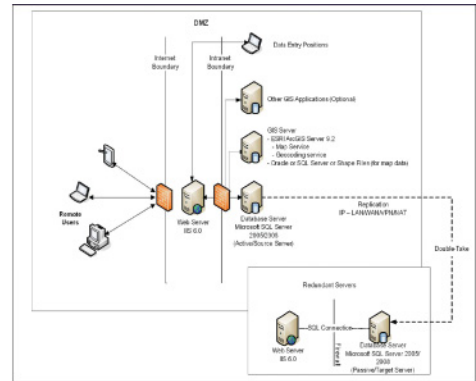 DMZ
Internet
Boundary
Intranet
Boundary
Data Entry Positions
Other GIS Applications (Optional)
GIS Server
- ESRI ArcGIS Server 9.2
- Map Service
- Geocoding service
- Oracle or SQL Server or Shape Files (for map data)
Remote
Users
Web Server
IIS 6.0
Database Server
Microsoft SQL Server
2005/2008
(Active/Source Server)
Replication
IP – LAN/WAN/VPN/NAT
Double-Take
Redundant Servers
SQL Connection
Firewall
Web Server
IIS 6.0
Database Server
Microsoft SQL Server 2005/
2008
(Passive/Target Server)